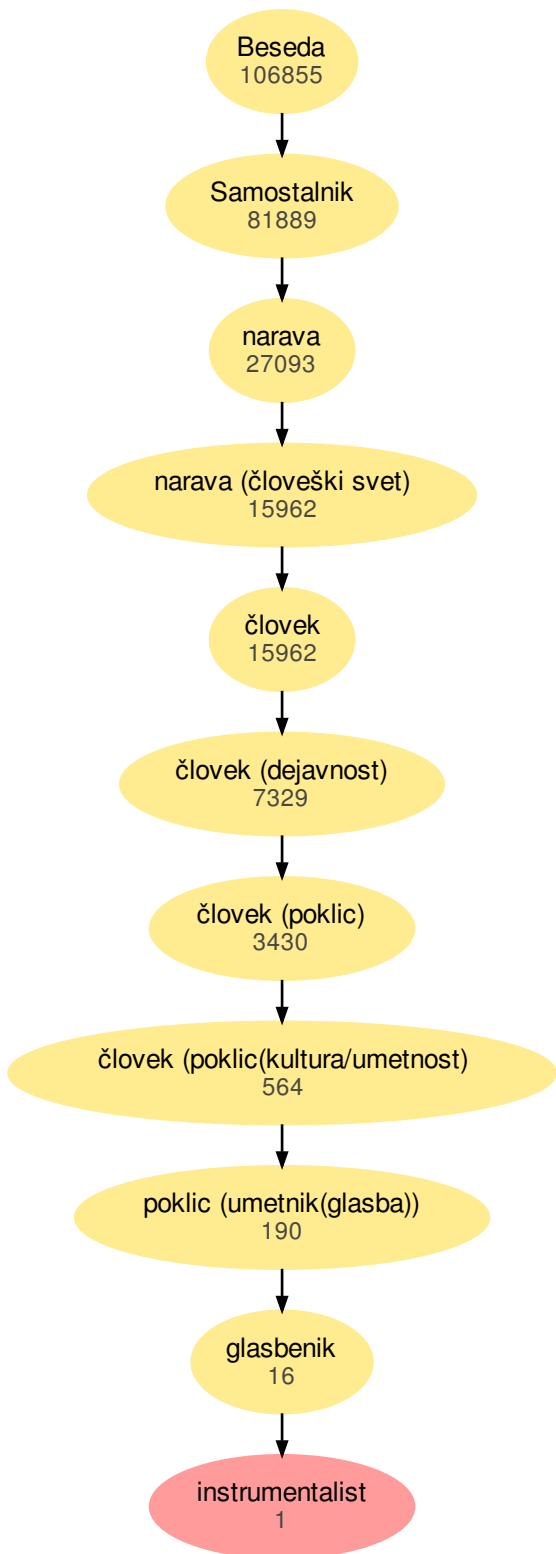 Beseda
106855
Samostalnik
81889
narava
27093
narava (človeški svet)
15962
človek
15962
človek (dejavnost)
7329
človek (poklic)
3430
človek (poklic(kultura/umetnost)
564
poklic (umetnik(glasba))
190
glasbenik
16
instrumentalist
1